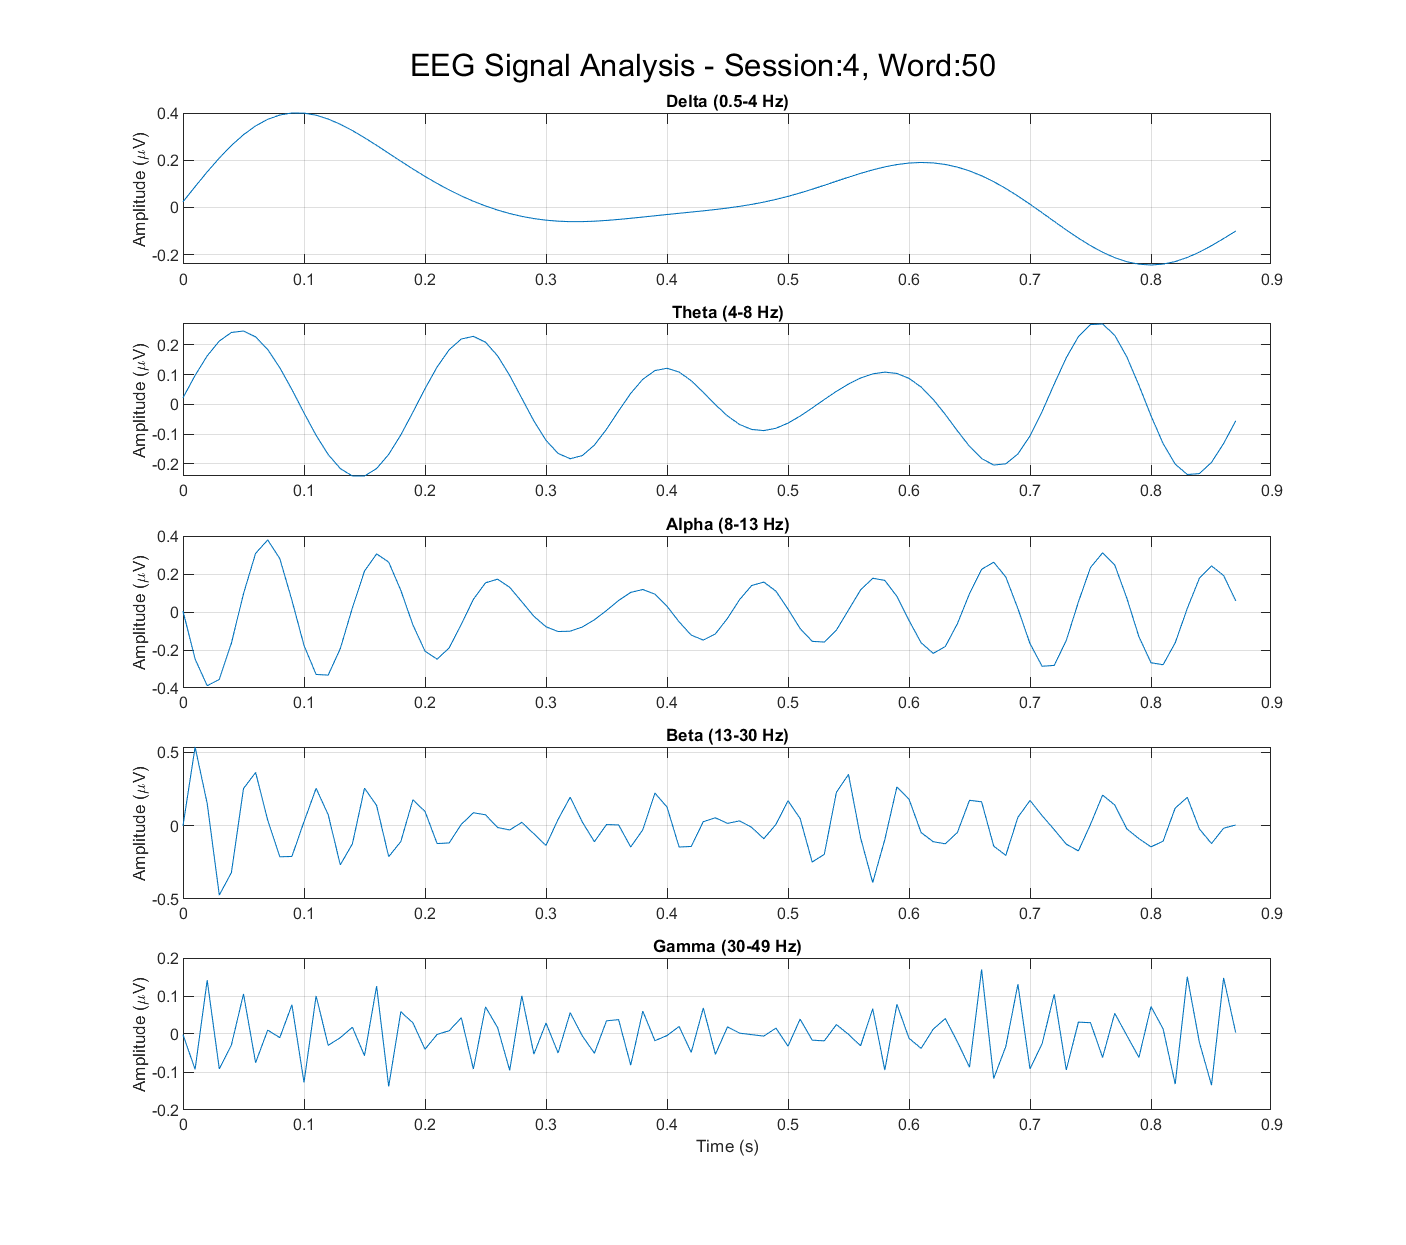 EEG Signal Analysis - Session:4, Word:50
Delta (0.5-4 Hz)
Amplitude (μV)
0.4
0.2
0
-0.2
0 0.1 0.2 0.3 0.4 0.5 0.6 0.7 0.8 0.9
Theta (4-8 Hz)
Amplitude (μV)
0.2
0.1
0
-0.1
-0.2
0 0.1 0.2 0.3 0.4 0.5 0.6 0.7 0.8 0.9
Alpha (8-13 Hz)
Amplitude (μV)
0.4
0.2
0
-0.2
-0.4
0 0.1 0.2 0.3 0.4 0.5 0.6 0.7 0.8 0.9
Beta (13-30 Hz)
Amplitude (μV)
0.5
0
-0.5
0 0.1 0.2 0.3 0.4 0.5 0.6 0.7 0.8 0.9
Gamma (30-49 Hz)
Amplitude (μV)
0.2
0.1
0
-0.1
-0.2
0 0.1 0.2 0.3 0.4 0.5 0.6 0.7 0.8 0.9
Time (s)